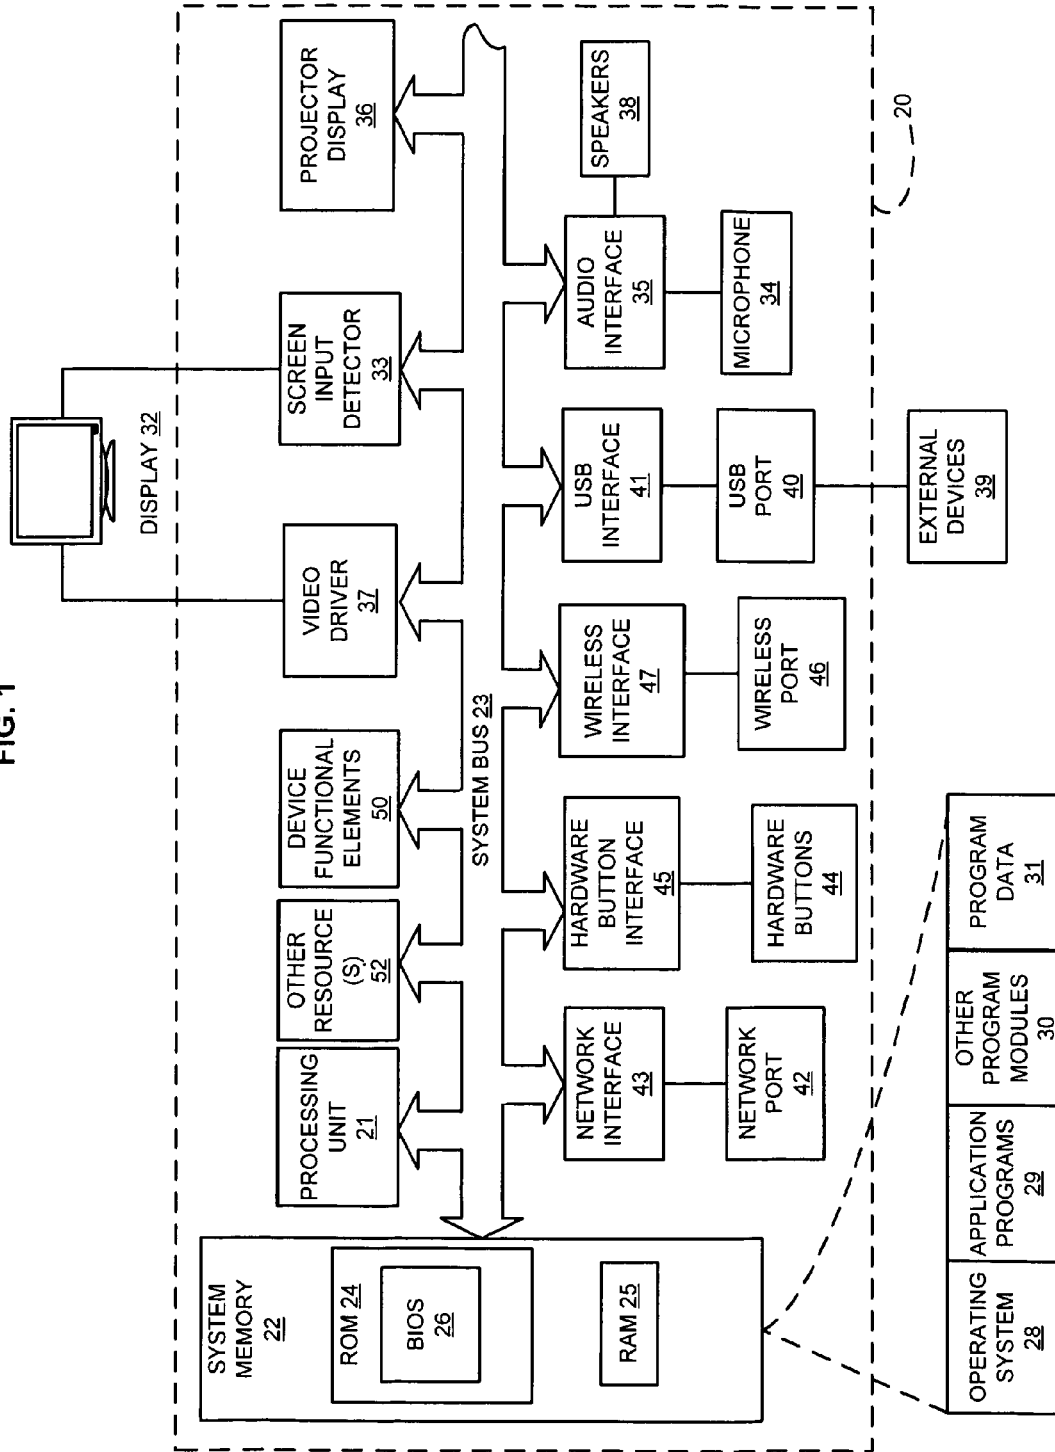 FIG. 1
DISPLAY 32
SYSTEM
MEMORY
22
ROM 24
BIOS
26
RAM 25
PROCESSING
UNIT
21
OTHER
RESOURCE
(S)
52
DEVICE
FUNCTIONAL
ELEMENTS
50
VIDEO
DRIVER
37
SCREEN
INPUT
DETECTOR
33
PROJECTOR
DISPLAY
36
SYSTEM BUS 23
NETWORK
INTERFACE
43
HARDWARE
BUTTON
INTERFACE
45
WIRELESS
INTERFACE
47
USB
INTERFACE
41
AUDIO
INTERFACE
35
SPEAKERS
38
NETWORK
PORT
42
HARDWARE
BUTTONS
44
WIRELESS
PORT
46
USB
PORT
40
MICROPHONE
34
20
OPERATING
SYSTEM
28
APPLICATION
PROGRAMS
29
OTHER
PROGRAM
MODULES
30
PROGRAM
DATA
31
EXTERNAL
DEVICES
39